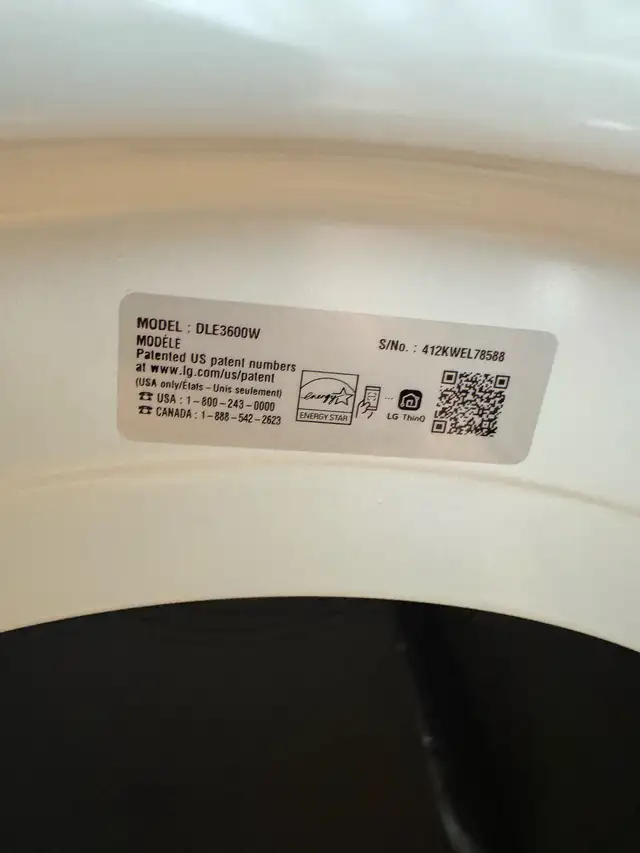 MODEL : DLE3600W
MODÈLE
S/No. : 412KWEL78588
Patented US patent numbers
at www.lg.com/us/patent
(USA only/États - Unis seulement)
☎ USA : 1-800-243-0000
☎ CANADA : 1-888-542-2623
energy
ENERGY STAR
LG ThinQ